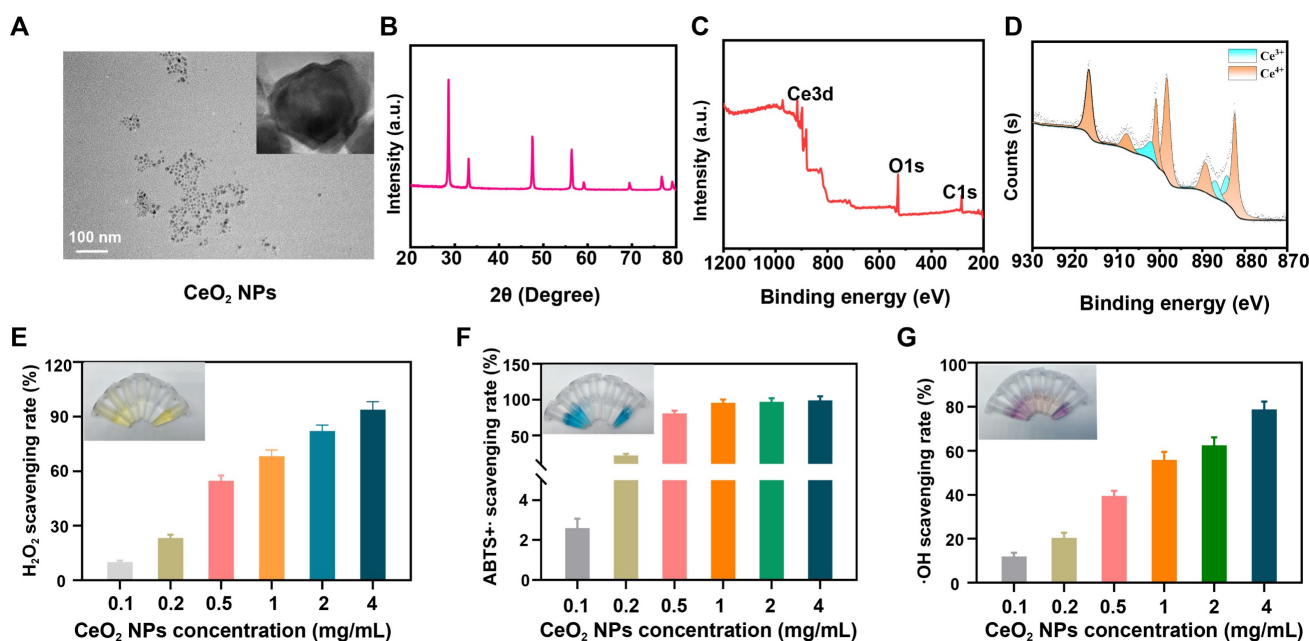 A
100 nm
CeO₂ NPs
B
Intensity (a.u.)
20 30 40 50 60 70 80
2θ (Degree)
C
Ce3d
O1s
C1s
Intensity (a.u.)
1200 1000 800 600 400 200
Binding energy (eV)
D
Ce³⁺
Ce⁴⁺
Counts (s)
930 920 910 900 890 880 870
Binding energy (eV)
E
H₂O₂ scavenging rate (%)
120
90
60
30
0
0.1 0.2 0.5 1 2 4
CeO₂ NPs concentration (mg/mL)
F
ABTS+· scavenging rate (%)
150
100
50
4
2
0
0.1 0.2 0.5 1 2 4
CeO₂ NPs concentration (mg/mL)
G
·OH scavenging rate (%)
100
80
60
40
20
0
0.1 0.2 0.5 1 2 4
CeO₂ NPs concentration (mg/mL)